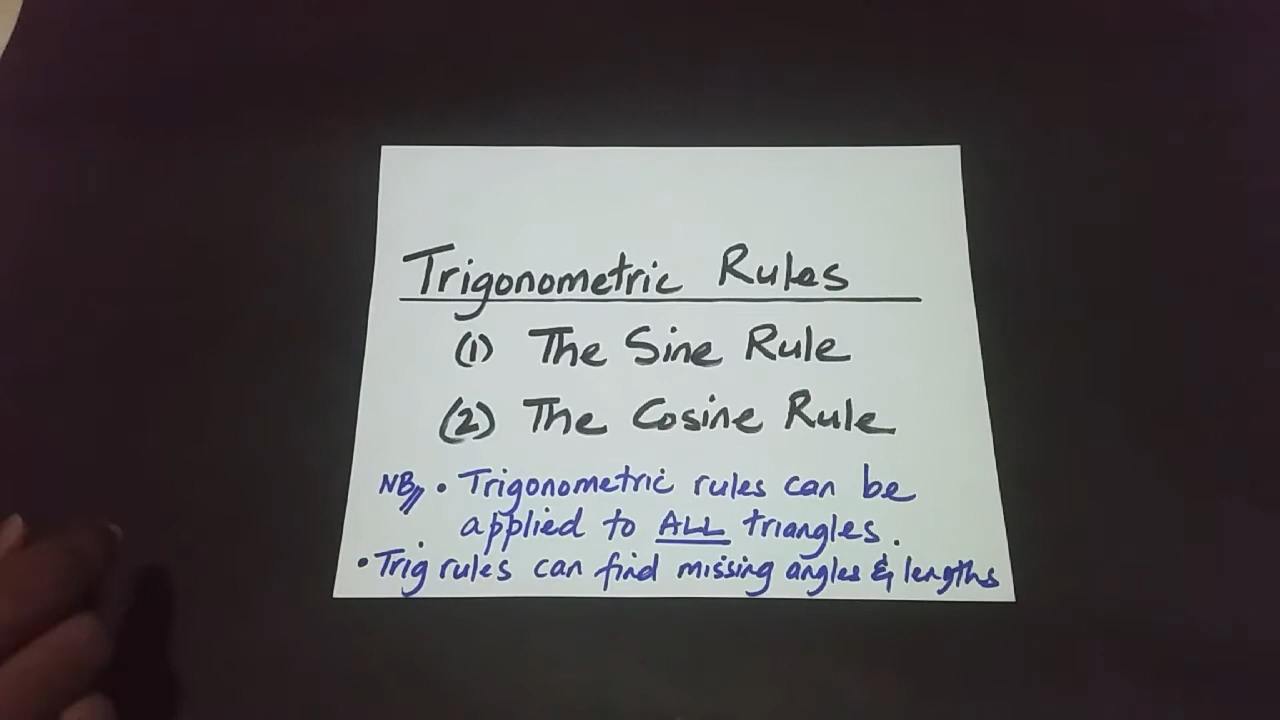 Trigonometric Rules
(1) The Sine Rule
(2) The Cosine Rule
NB// • Trigonometric rules can be
applied to ALL triangles.
• Trig rules can find missing angles & lengths